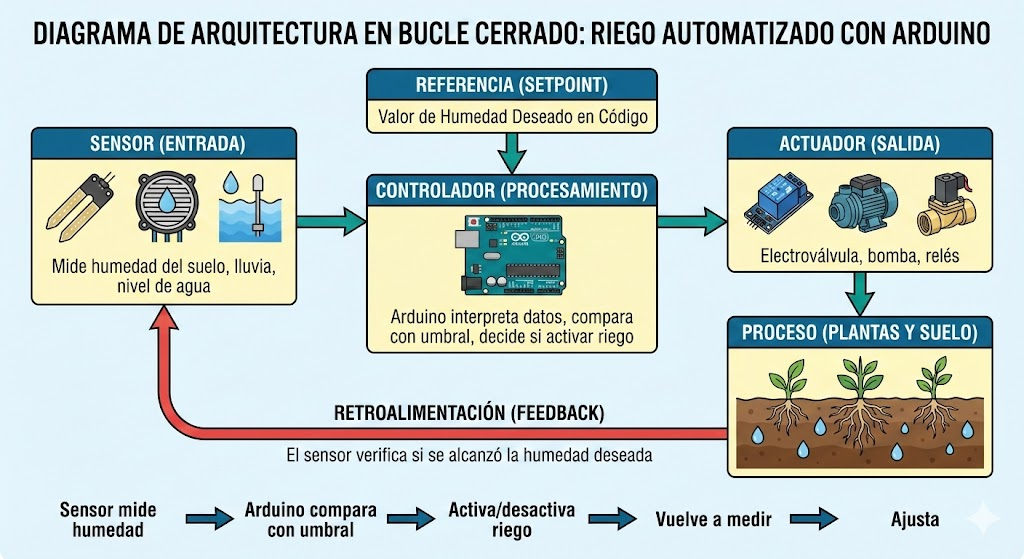 DIAGRAMA DE ARQUITECTURA EN BUCLE CERRADO: RIEGO AUTOMATIZADO CON ARDUINO
REFERENCIA (SETPOINT)
Valor de Humedad Deseado en Código
SENSOR (ENTRADA)
Mide humedad del suelo, lluvia,
nivel de agua
CONTROLADOR (PROCESAMIENTO)
Arduino interpreta datos, compara
con umbral, decide si activar riego
ACTUADOR (SALIDA)
Electroválvula, bomba, relés
PROCESO (PLANTAS Y SUELO)
RETROALIMENTACIÓN (FEEDBACK)
El sensor verifica si se alcanzó la humedad deseada
Sensor mide
humedad
Arduino compara
con umbral
Activa/desactiva
riego
Vuelve a medir
Ajusta